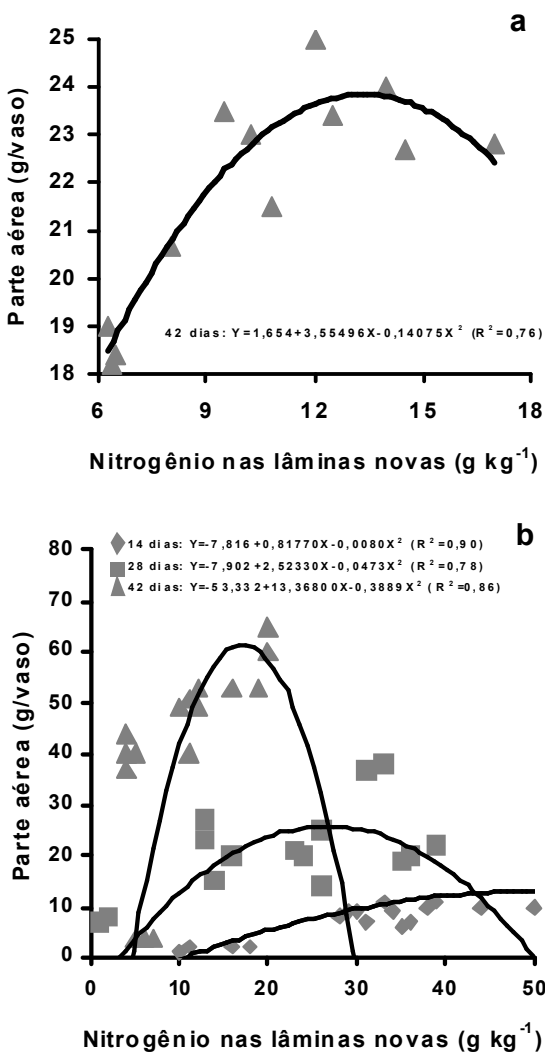 a
Parte aérea (g/vaso)
25
24
23
22
21
20
19
18
42 dias: Y=1,654+3,55496X-0,14075X² (R²=0,76)
6 9 12 15 18
Nitrogênio nas lâminas novas (g kg⁻¹)
b
14 dias: Y=-7,816+0,81770X-0,0080X² (R²=0,90)
28 dias: Y=-7,902+2,52330X-0,0473X² (R²=0,78)
42 dias: Y=-53,332+13,36800X-0,3889X² (R²=0,86)
Parte aérea (g/vaso)
80
70
60
50
40
30
20
10
0
0 10 20 30 40 50
Nitrogênio nas lâminas novas (g kg⁻¹)